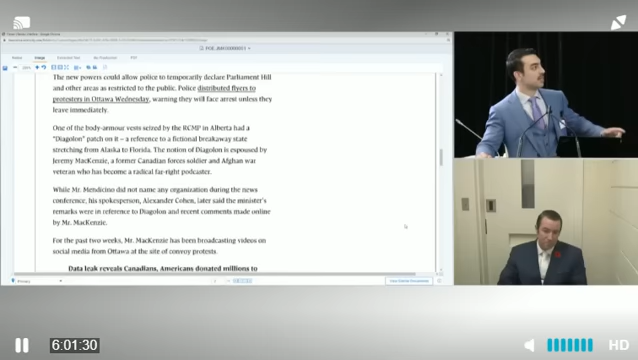 POE.JMK00000003
Image
PDF
The new powers could allow police to temporarily declare Parliament Hill
and other areas as restricted to the public. Police distributed flyers to
protesters in Ottawa Wednesday, warning they will face arrest unless they
leave immediately.
One of the body-armour vests seized by the RCMP in Alberta had a
"Diagolon" patch on it – a reference to a fictional breakaway state
stretching from Alaska to Florida. The notion of Diagolon is espoused by
Jeremy MacKenzie, a former Canadian forces soldier and Afghan war
veteran who has become a radical far-right podcaster.
While Mr. Mendicino did not name any organization during the news
conference, his spokesperson, Alexander Cohen, later said the minister's
remarks were in reference to Diagolon and recent comments made online
by Mr. MacKenzie.
For the past two weeks, Mr. MacKenzie has been broadcasting videos on
social media from Ottawa at the site of convoy protests.
Data leak reveals Canadians, Americans donated millions to
6:01:30
HD